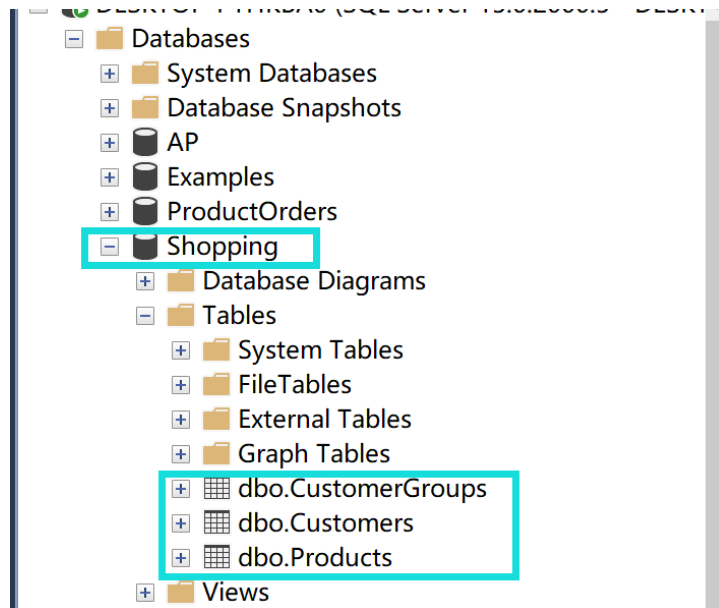 Databases
System Databases
Database Snapshots
AP
Examples
ProductOrders
Shopping
Database Diagrams
Tables
System Tables
FileTables
External Tables
Graph Tables
dbo.CustomerGroups
dbo.Customers
dbo.Products
Views